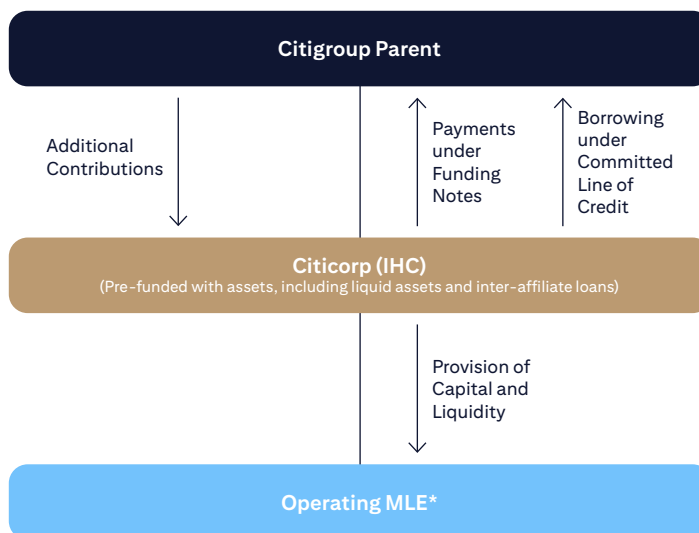 Citigroup Parent
Additional
Contributions
Payments
under
Funding
Notes
Borrowing
under
Committed
Line of
Credit
Citicorp (IHC)
(Pre-funded with assets, including liquid assets and inter-affiliate loans)
Provision of
Capital and
Liquidity
Operating MLE*